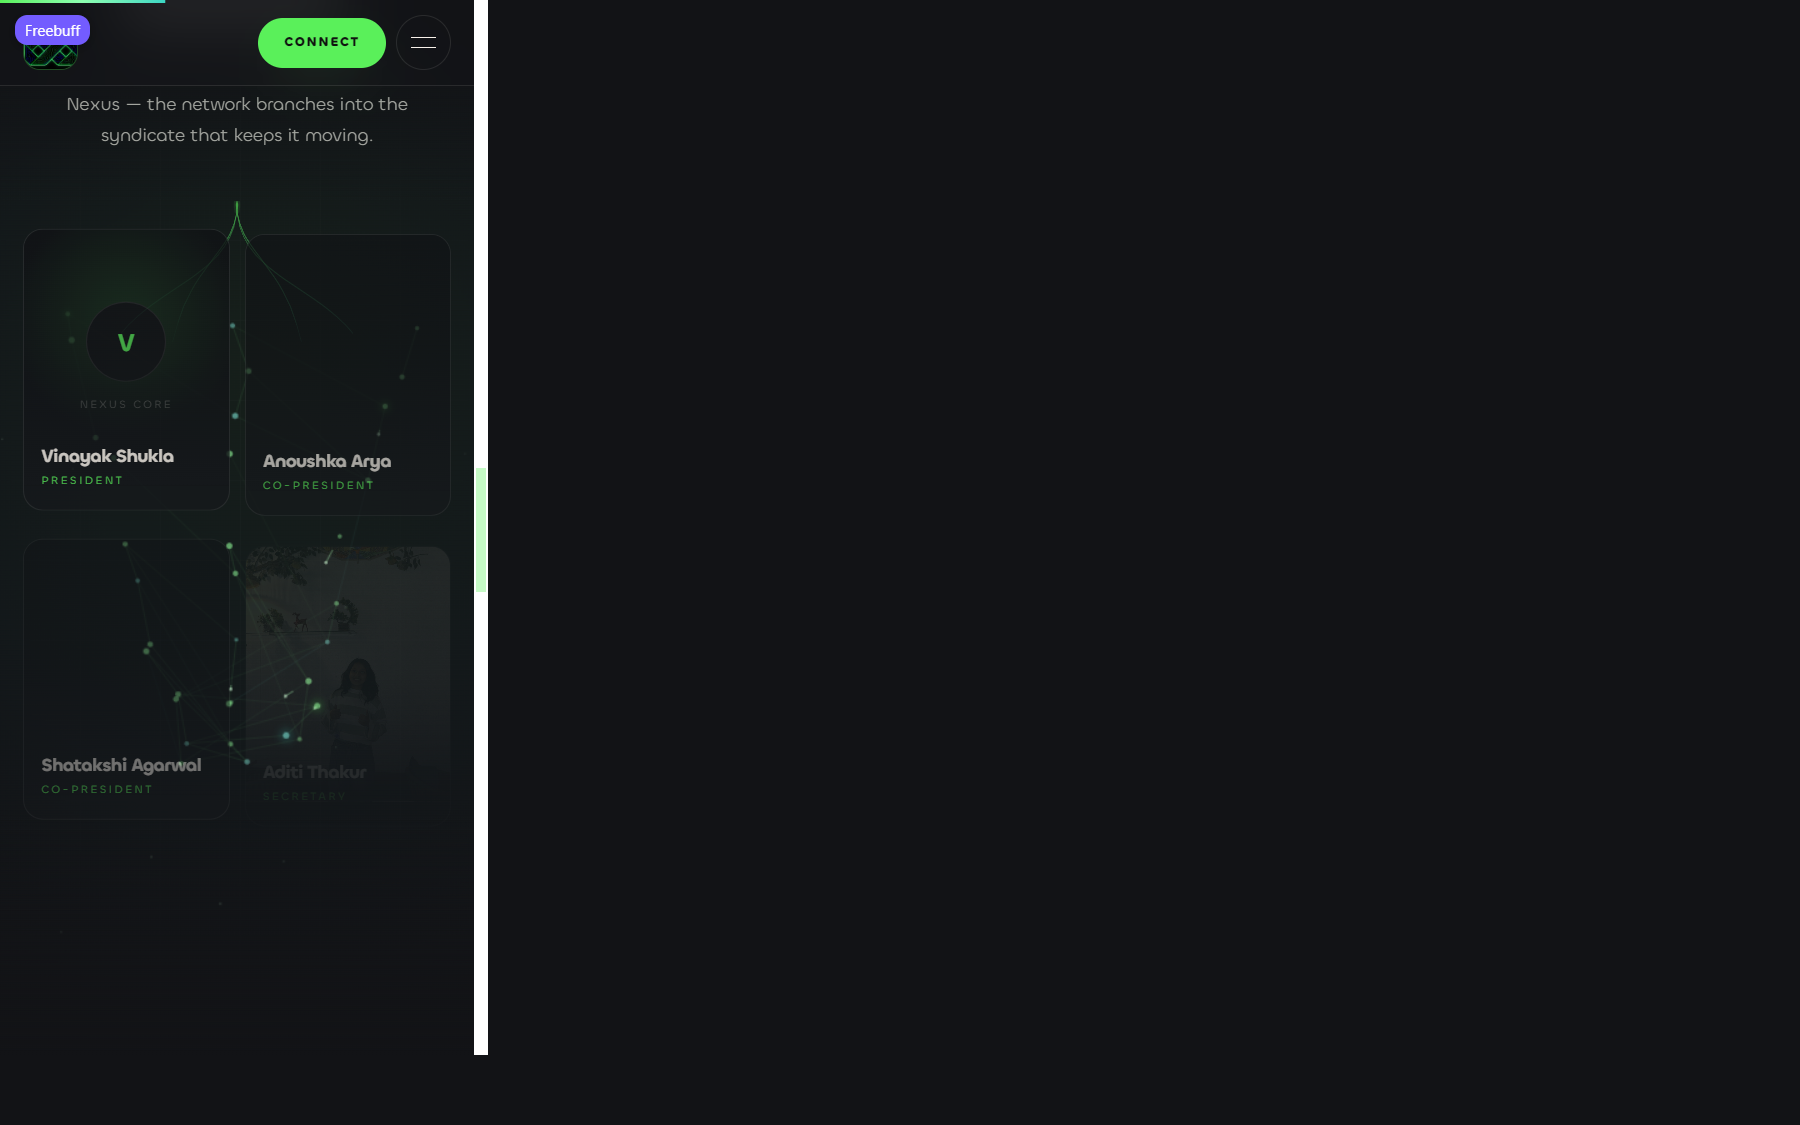 Freebuff
CONNECT
Nexus — the network branches into the
syndicate that keeps it moving.
V
NEXUS CORE
Vinayak Shukla
PRESIDENT
Anoushka Arya
CO-PRESIDENT
Shatakshi Agarwal
CO-PRESIDENT
Aditi Thakur
SECRETARY